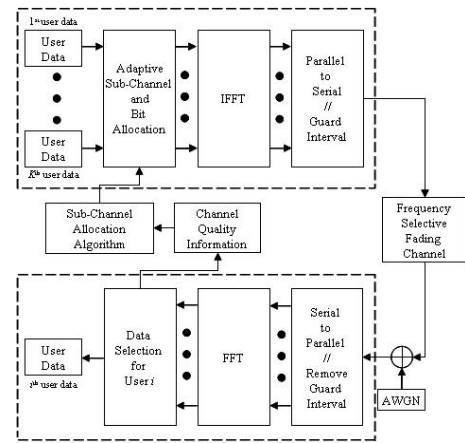 1st user data
User
Data
User
Data
Kth user data
Adaptive
Sub-Channel
and
Bit
Allocation
IFFT
Parallel
to
Serial
//
Guard
Interval
Sub-Channel
Allocation
Algorithm
Channel
Quality
Information
Frequency
Selective
Fading
Channel
User
Data
ith user data
Data
Selection
for
User i
FFT
Serial
to
Parallel
//
Remove
Guard
Interval
AWGN